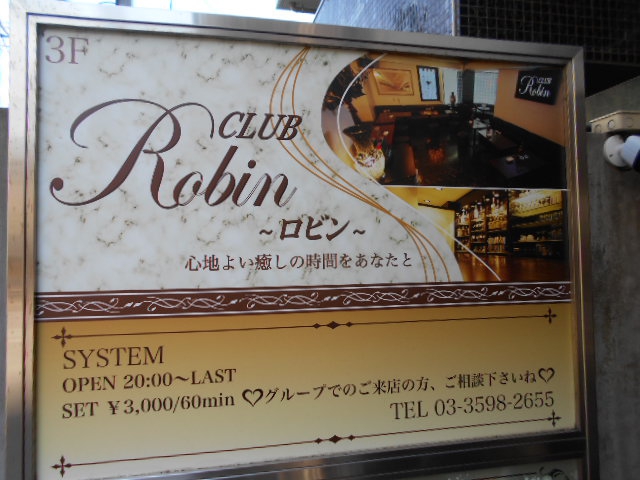 3F
CLUB
Robin
～ロビン～
心地よい癒しの時間をあなたと
CLUB
Robin
SYSTEM
OPEN 20:00～LAST
SET ￥3,000/60min
♡グループでのご来店の方、ご相談下さいね♡
TEL 03-3598-2655